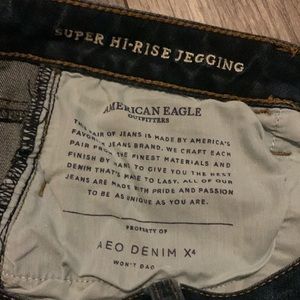 SUPER HI-RISE JEGGING
AMERICAN EAGLE
OUTFITTERS
THIS PAIR OF JEANS IS MADE BY AMERICA'S
FAVORITE JEANS BRAND. WE CRAFT EACH
PAIR FROM THE FINEST MATERIALS AND
FINISH BY HAND TO GIVE YOU THE BEST
DENIM THAT'S MADE TO LAST. ALL OF OUR
JEANS ARE MADE WITH PRIDE AND PASSION
TO BE AS UNIQUE AS YOU ARE.
PROPERTY OF
AEO DENIM X⁴
WON'T BAG